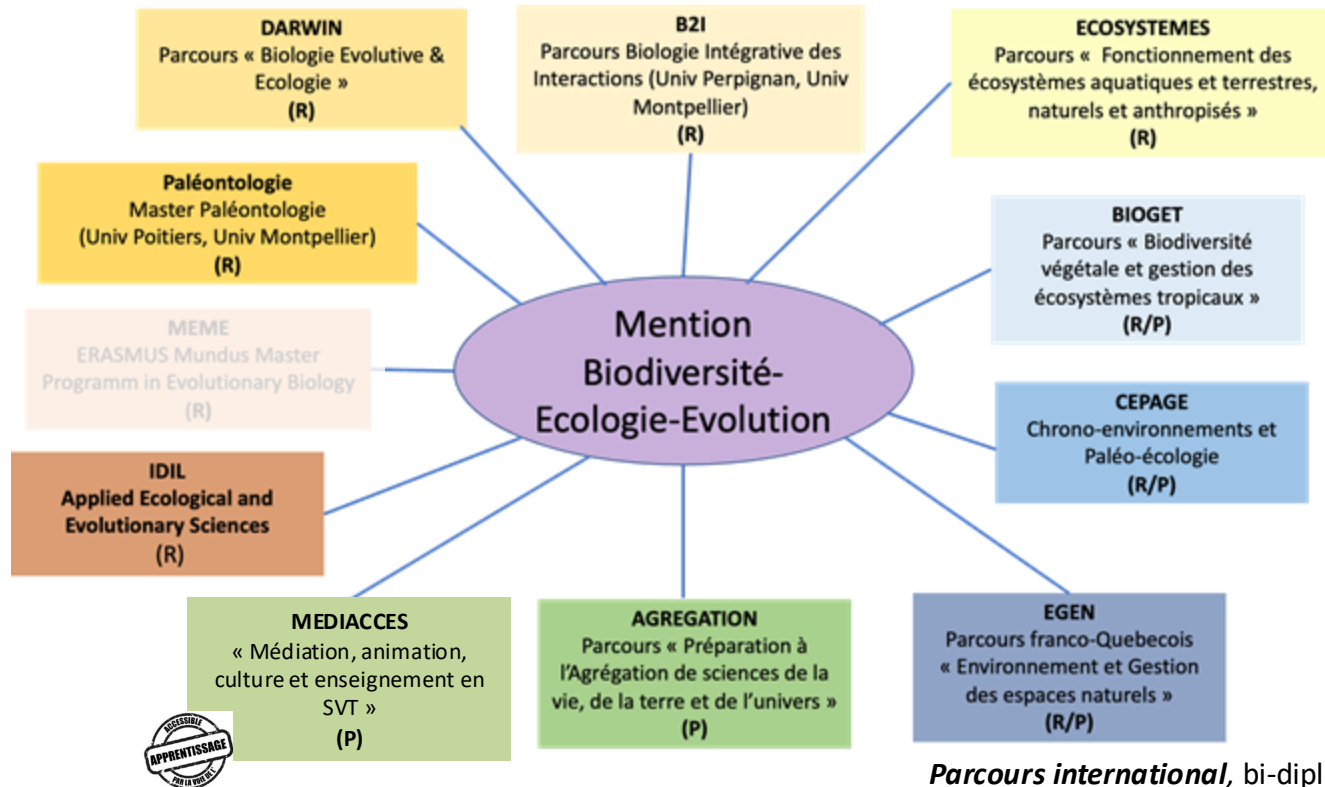 DARWIN
Parcours « Biologie Evolutive &
Ecologie »
(R)
B2I
Parcours Biologie Intégrative des
Interactions (Univ Perpignan, Univ
Montpellier)
(R)
ECOSYSTEMES
Parcours « Fonctionnement des
écosystèmes aquatiques et terrestres,
naturels et anthropisés »
(R)
Paléontologie
Master Paléontologie
(Univ Poitiers, Univ Montpellier)
(R)
BIOGET
Parcours « Biodiversité
végétale et gestion des
écosystèmes tropicaux »
(R/P)
Mention
Biodiversité-
Ecologie-Evolution
MEME
ERASMUS Mundus Master
Programm in Evolutionary Biology
(R)
CEPAGE
Chrono-environnements et
Paléo-écologie
(R/P)
IDIL
Applied Ecological and
Evolutionary Sciences
(R)
MEDIACCES
« Médiation, animation,
culture et enseignement en
SVT »
(P)
AGREGATION
Parcours « Préparation à
l'Agrégation de sciences de la
vie, de la terre et de l'univers »
(P)
EGEN
Parcours franco-Quebecois
« Environnement et Gestion
des espaces naturels »
(R/P)
ACCESSIBLE
APPRENTISSAGE
PAR LA VOIE DE L'
Parcours international, bi-dipl